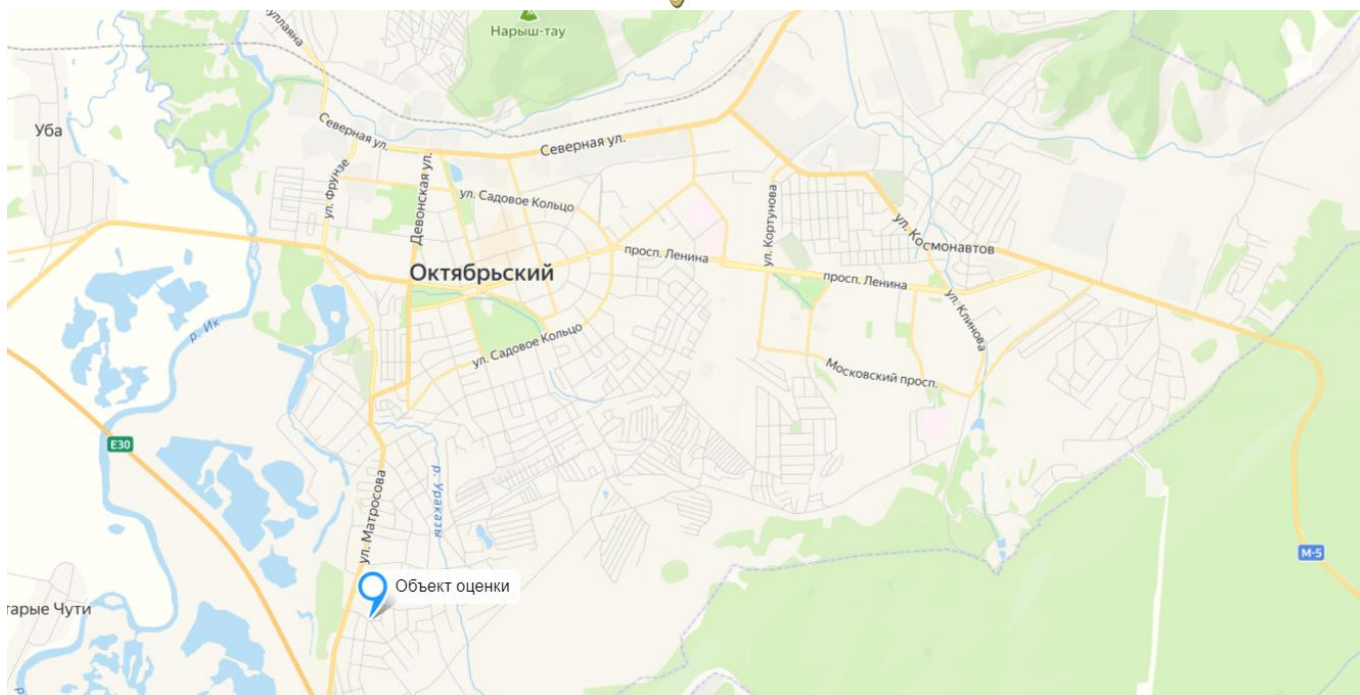 Нарыш-тау
Уба
Северная ул.
Северная ул.
ул. Фрунзе
Девонская ул.
ул. Садовое Кольцо
ул. Кортунова
ул. Космонавтов
просп. Ленина
просп. Ленина
Октябрьский
р. Ик
ул. Клинова
ул. Садовое Кольцо
Московский просп.
E30
ул. Матросова
р. Ураказы
М-5
Объект оценки
тарые Чути